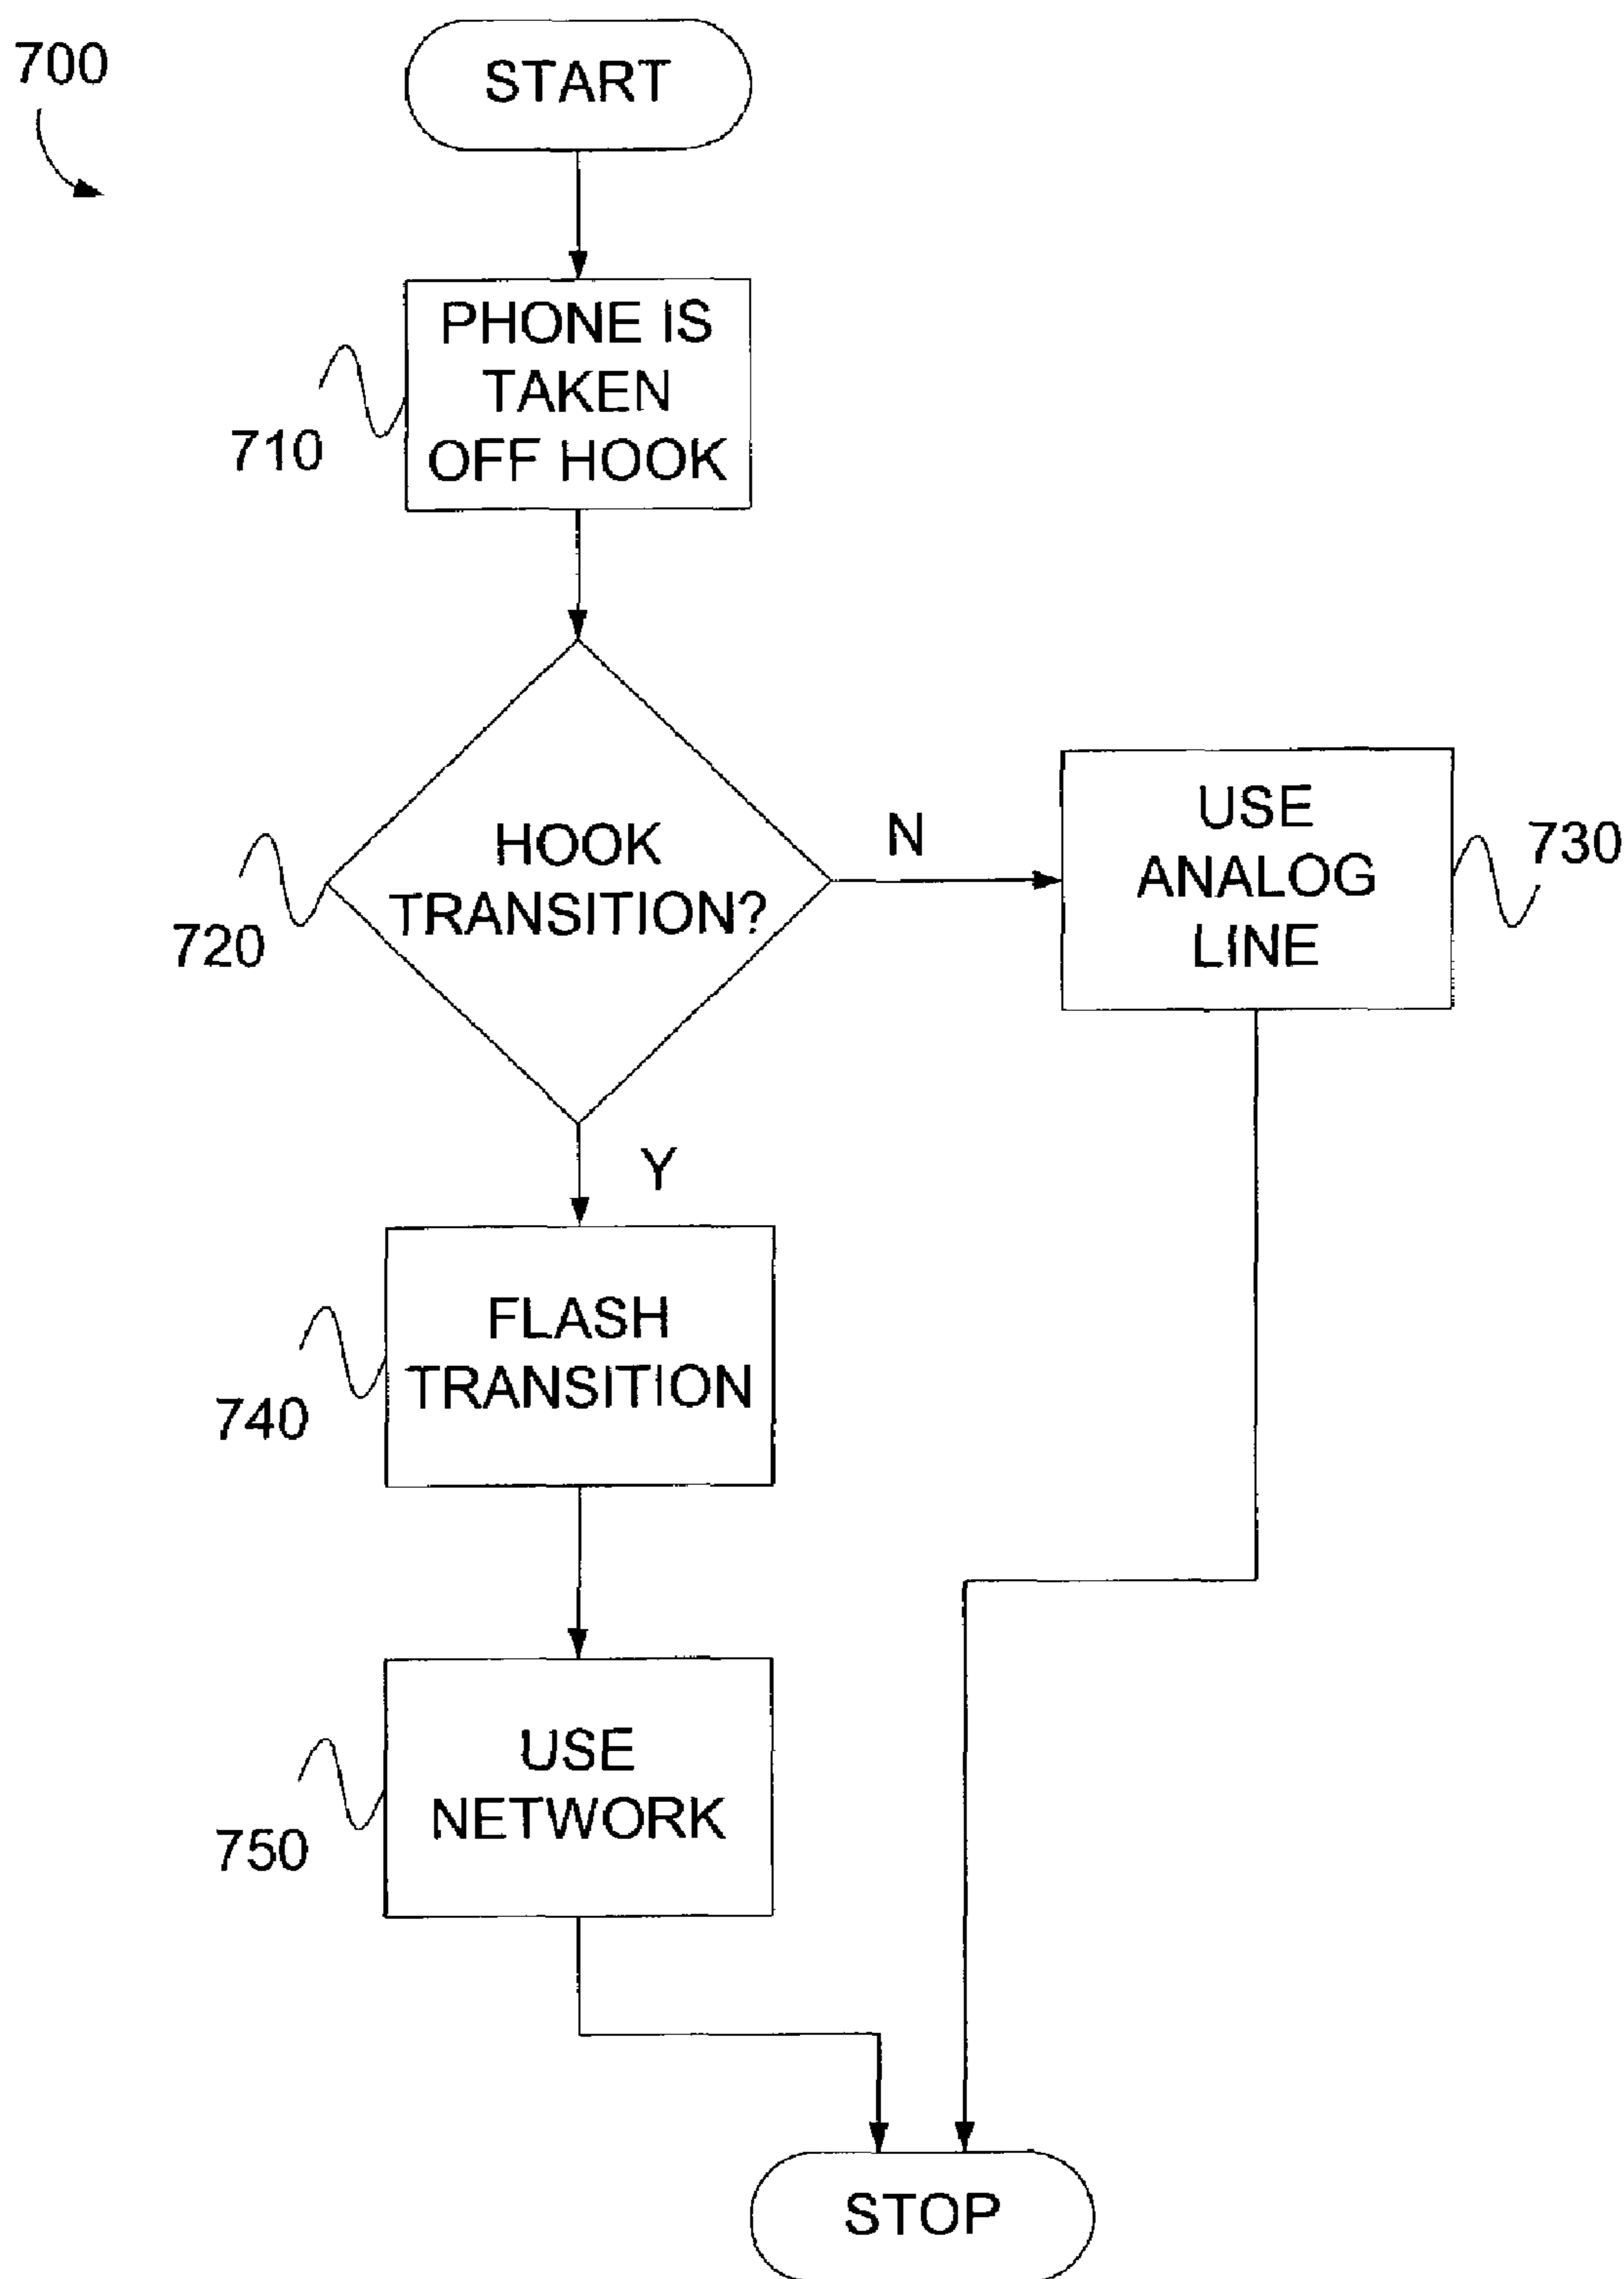 700
START
PHONE IS
TAKEN
OFF HOOK
710
HOOK
TRANSITION?
720
N
USE
ANALOG
LINE
730
Y
FLASH
TRANSITION
740
USE
NETWORK
750
STOP